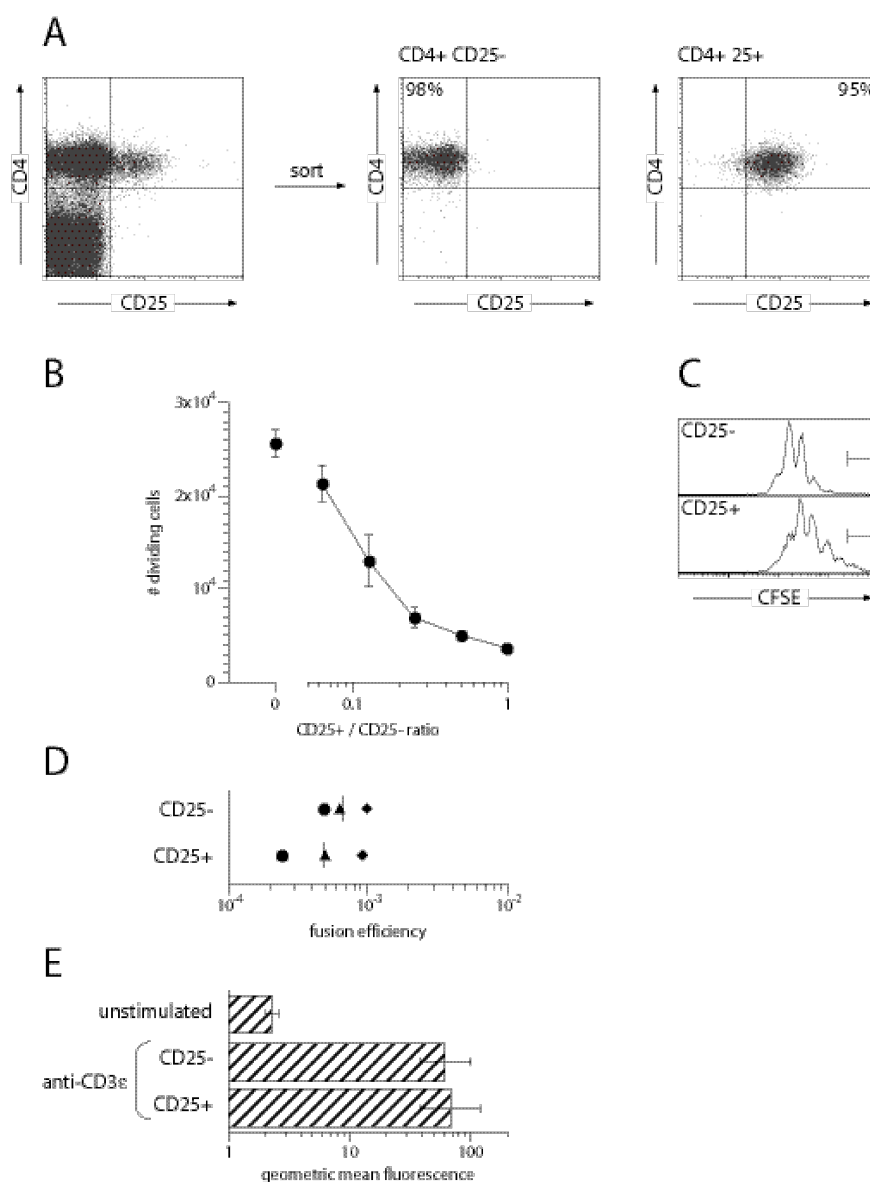 A
CD4+ CD25-
CD4+ 25+
98%
95%
CD4
CD25
sort
CD4
CD25
CD4
CD25
B
C
3x10⁴
2x10⁴
10⁴
0
# dividing cells
0
0.1
1
CD25+ / CD25- ratio
CD25-
CD25+
CFSE
D
CD25-
CD25+
10⁻⁴
10⁻³
10⁻²
fusion efficiency
E
unstimulated
anti-CD3ε
CD25-
CD25+
1
10
100
geometric mean fluorescence